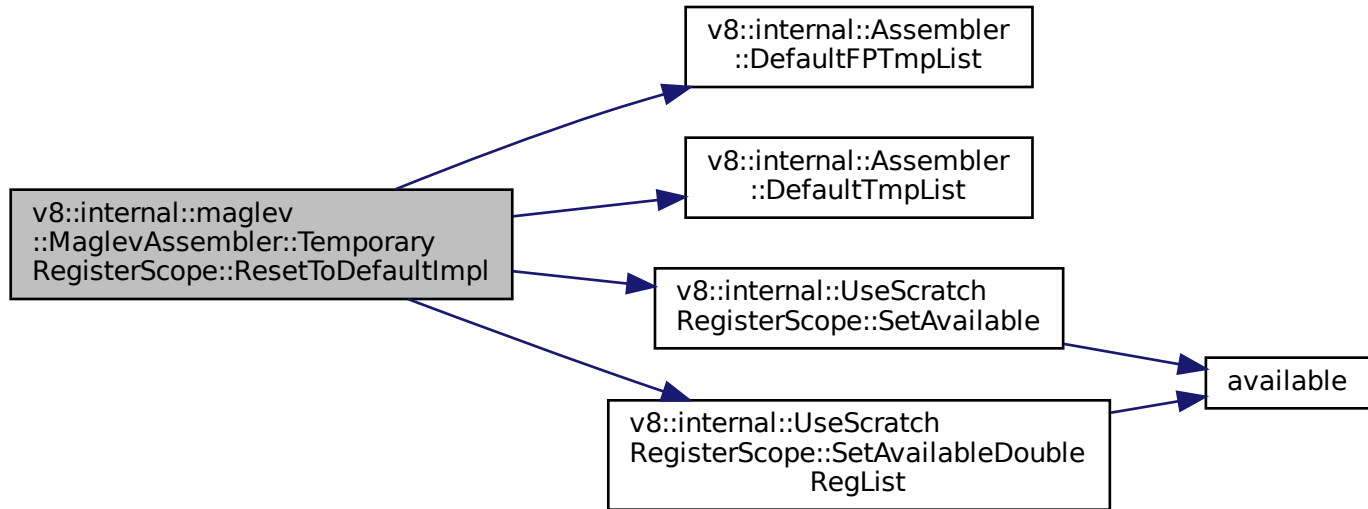 v8::internal::Assembler
::DefaultFPTmpList
v8::internal::Assembler
::DefaultTmpList
v8::internal::maglev
::MaglevAssembler::Temporary
RegisterScope::ResetToDefaultImpl
v8::internal::UseScratch
RegisterScope::SetAvailable
available
v8::internal::UseScratch
RegisterScope::SetAvailableDouble
RegList